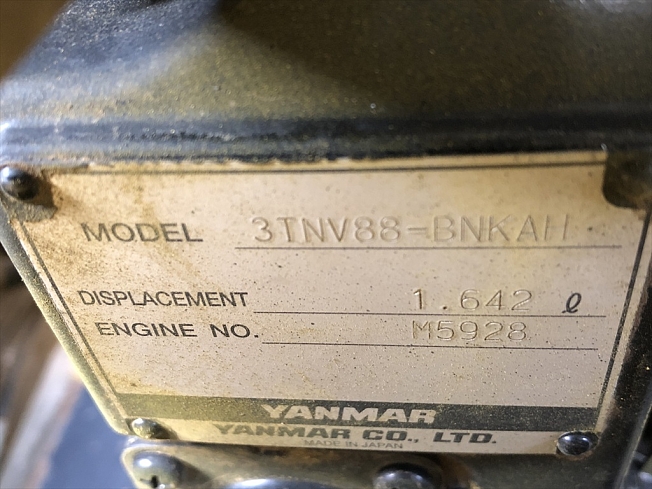 MODEL 3TNV88-BNKAH
DISPLACEMENT 1.642 ℓ
ENGINE NO. M5928
YANMAR
YANMAR CO., LTD.
MADE IN JAPAN